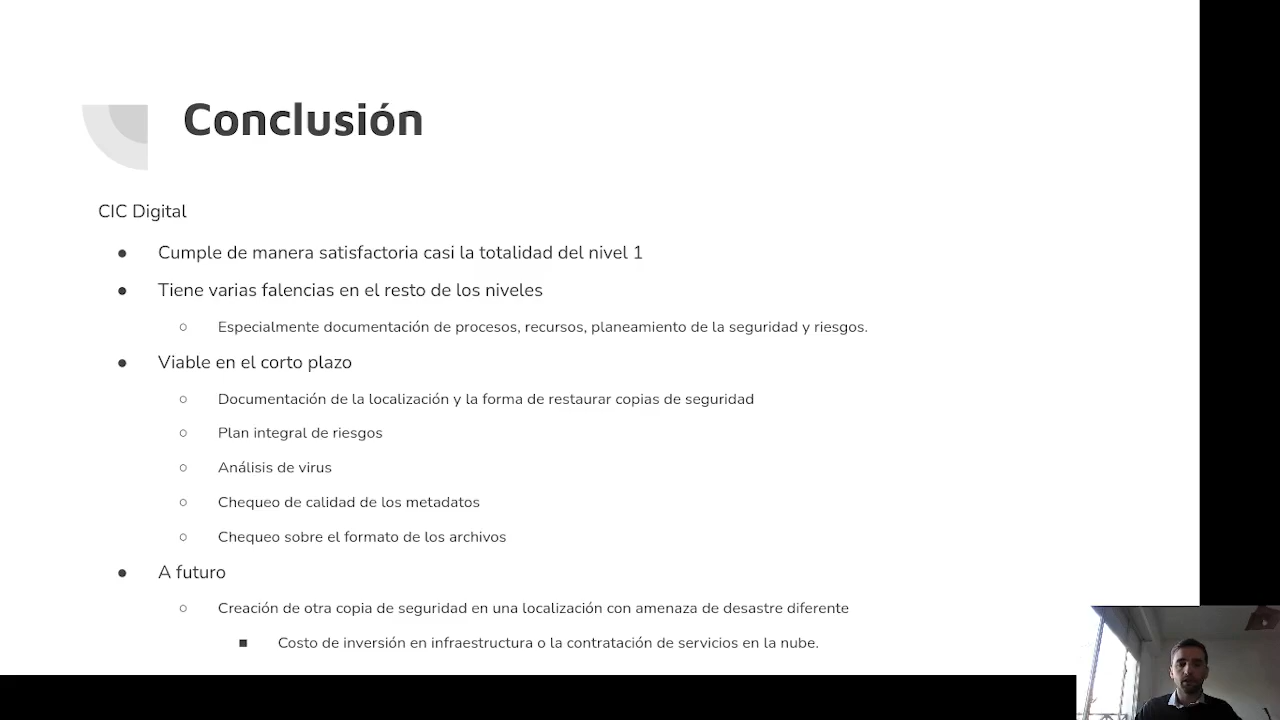 Conclusión
CIC Digital
● Cumple de manera satisfactoria casi la totalidad del nivel 1
● Tiene varias falencias en el resto de los niveles
○ Especialmente documentación de procesos, recursos, planeamiento de la seguridad y riesgos.
● Viable en el corto plazo
○ Documentación de la localización y la forma de restaurar copias de seguridad
○ Plan integral de riesgos
○ Análisis de virus
○ Chequeo de calidad de los metadatos
○ Chequeo sobre el formato de los archivos
● A futuro
○ Creación de otra copia de seguridad en una localización con amenaza de desastre diferente
■ Costo de inversión en infraestructura o la contratación de servicios en la nube.